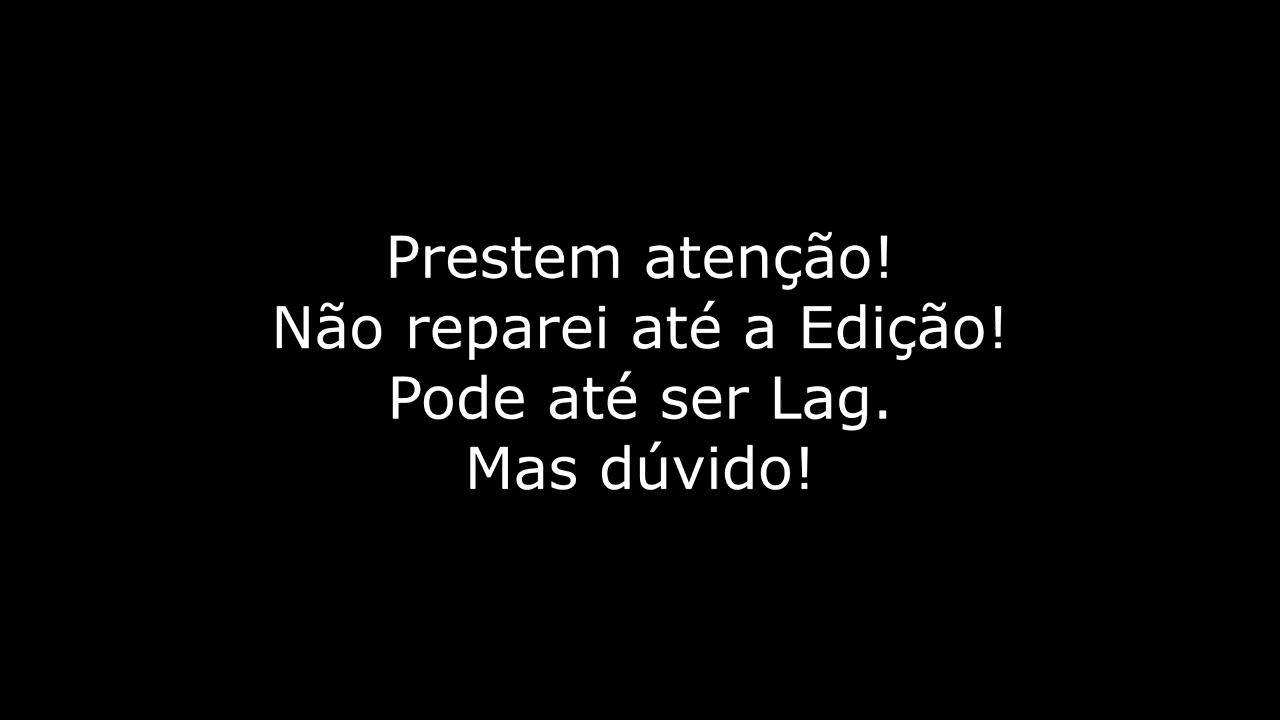 Prestem atenção!
Não reparei até a Edição!
Pode até ser Lag.
Mas dúvido!